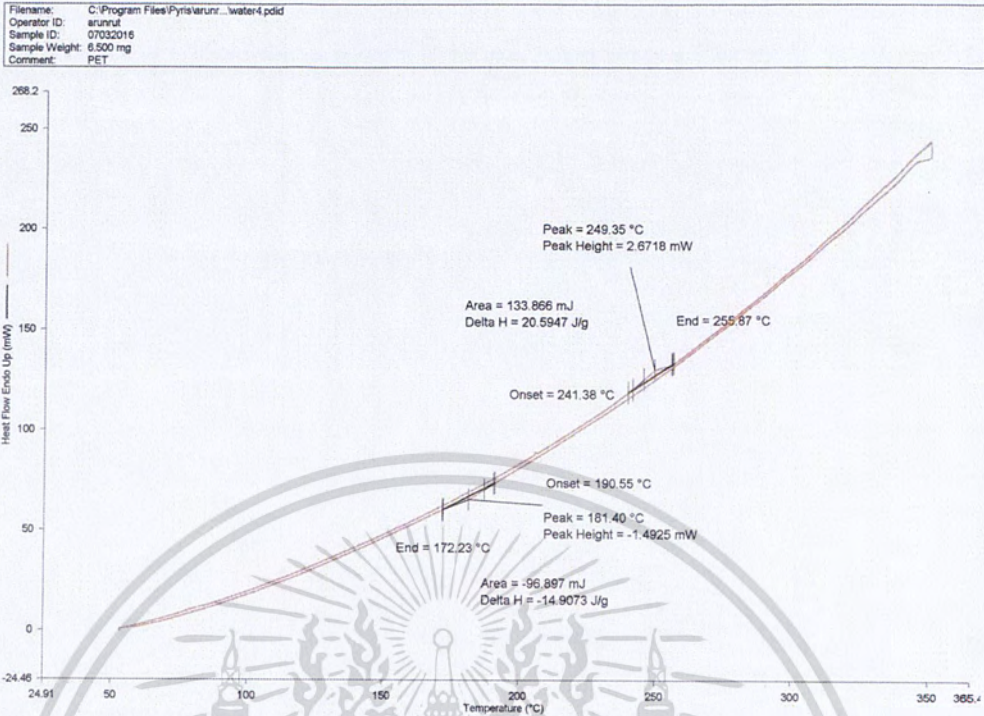 Filename: C:\Program Files\Pyris\arunr...\water4.pdid
Operator ID: arunrut
Sample ID: 07032016
Sample Weight: 6.500 mg
Comment: PET
268.2
250
200
150
100
50
0
-24.46
Heat Flow Endo Up (mW)
Peak = 249.35 °C
Peak Height = 2.6718 mW
Area = 133.866 mJ
Delta H = 20.5947 J/g
End = 255.87 °C
Onset = 241.38 °C
Onset = 190.55 °C
Peak = 181.40 °C
Peak Height = -1.4925 mW
End = 172.23 °C
Area = -96.897 mJ
Delta H = -14.9073 J/g
24.91 50 100 150 200 250 300 350 365.4
Temperature (°C)